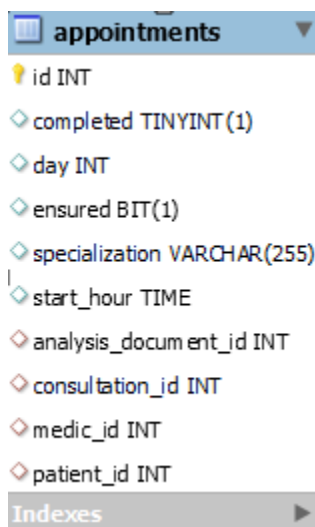 appointments
id INT
completed TINYINT(1)
day INT
ensured BIT(1)
specialization VARCHAR(255)
start_hour TIME
analysis_document_id INT
consultation_id INT
medic_id INT
patient_id INT
Indexes